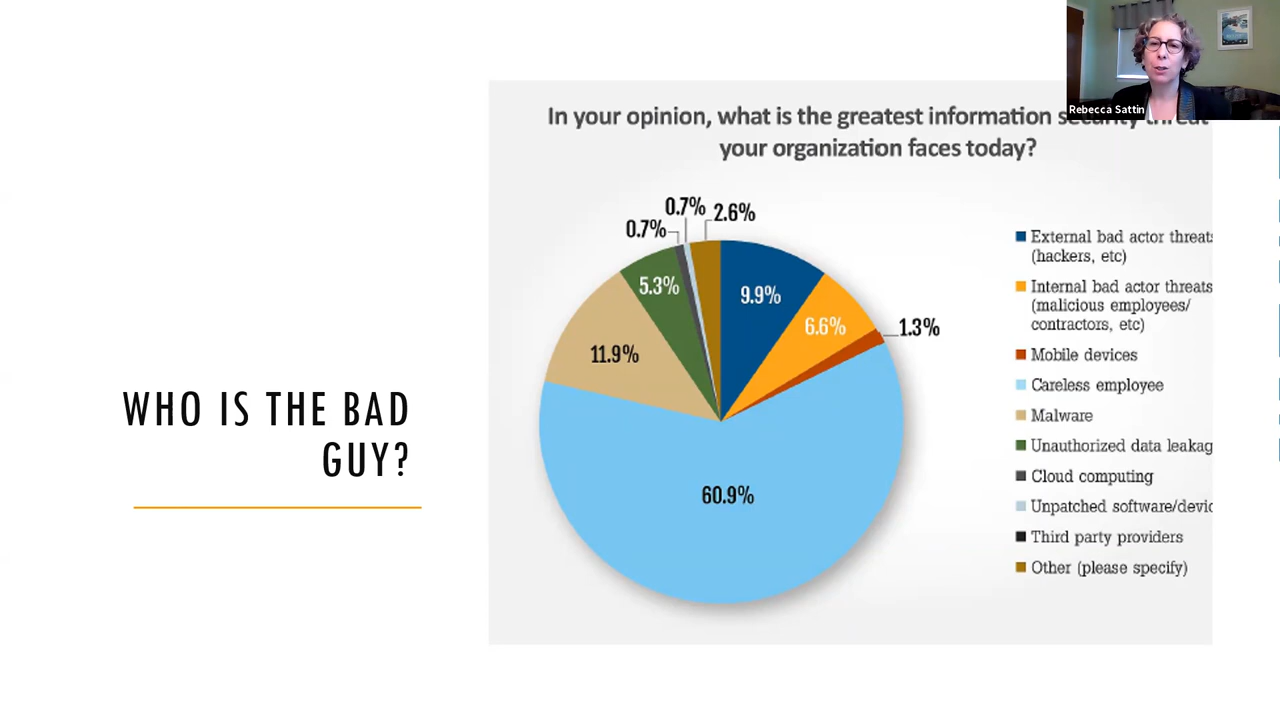 Rebecca Sattin
In your opinion, what is the greatest information security threat
your organization faces today?
0.7%
0.7%
2.6%
5.3%
9.9%
6.6%
1.3%
11.9%
60.9%
External bad actor threats
(hackers, etc)
Internal bad actor threats
(malicious employees/
contractors, etc)
Mobile devices
Careless employee
Malware
Unauthorized data leakag
Cloud computing
Unpatched software/devic
Third party providers
Other (please specify)
WHO IS THE BAD
GUY?